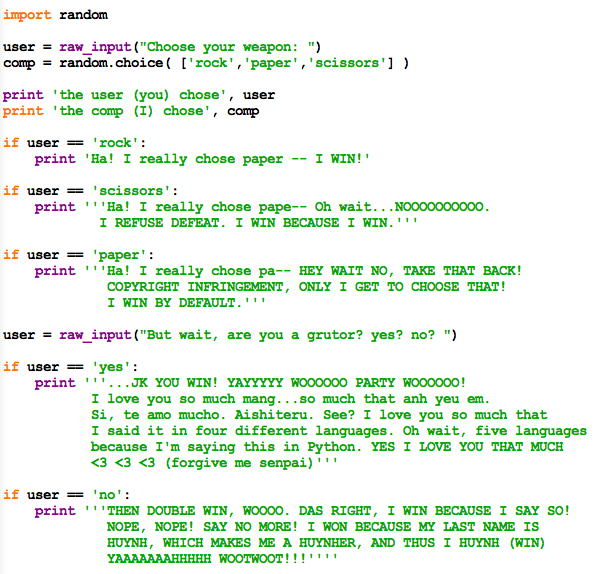 import random
user = raw_input("Choose your weapon: ")
comp = random.choice( ['rock','paper','scissors'] )
print 'the user (you) chose', user
print 'the comp (I) chose', comp
if user == 'rock':
print 'Ha! I really chose paper -- I WIN!'
if user == 'scissors':
print '''Ha! I really chose pape-- Oh wait...NOOOOOOOOOO.
I REFUSE DEFEAT. I WIN BECAUSE I WIN.'''
if user == 'paper':
print '''Ha! I really chose pa-- HEY WAIT NO, TAKE THAT BACK!
COPYRIGHT INFRINGEMENT, ONLY I GET TO CHOOSE THAT!
I WIN BY DEFAULT.'''
user = raw_input("But wait, are you a grutor? yes? no? ")
if user == 'yes':
print '''...JK YOU WIN! YAYYYYY WOOOOOO PARTY WOOOOOO!
I love you so much mang...so much that anh yeu em.
Si, te amo mucho. Aishiteru. See? I love you so much that
I said it in four different languages. Oh wait, five languages
because I'm saying this in Python. YES I LOVE YOU THAT MUCH
<3 <3 <3 (forgive me senpai)'''
if user == 'no':
print '''THEN DOUBLE WIN, WOOOO. DAS RIGHT, I WIN BECAUSE I SAY SO!
NOPE, NOPE! SAY NO MORE! I WON BECAUSE MY LAST NAME IS
HUYNH, WHICH MAKES ME A HUYNHER, AND THUS I HUYNH (WIN)
YAAAAAAAHHHHH WOOTWOOT!!!''''